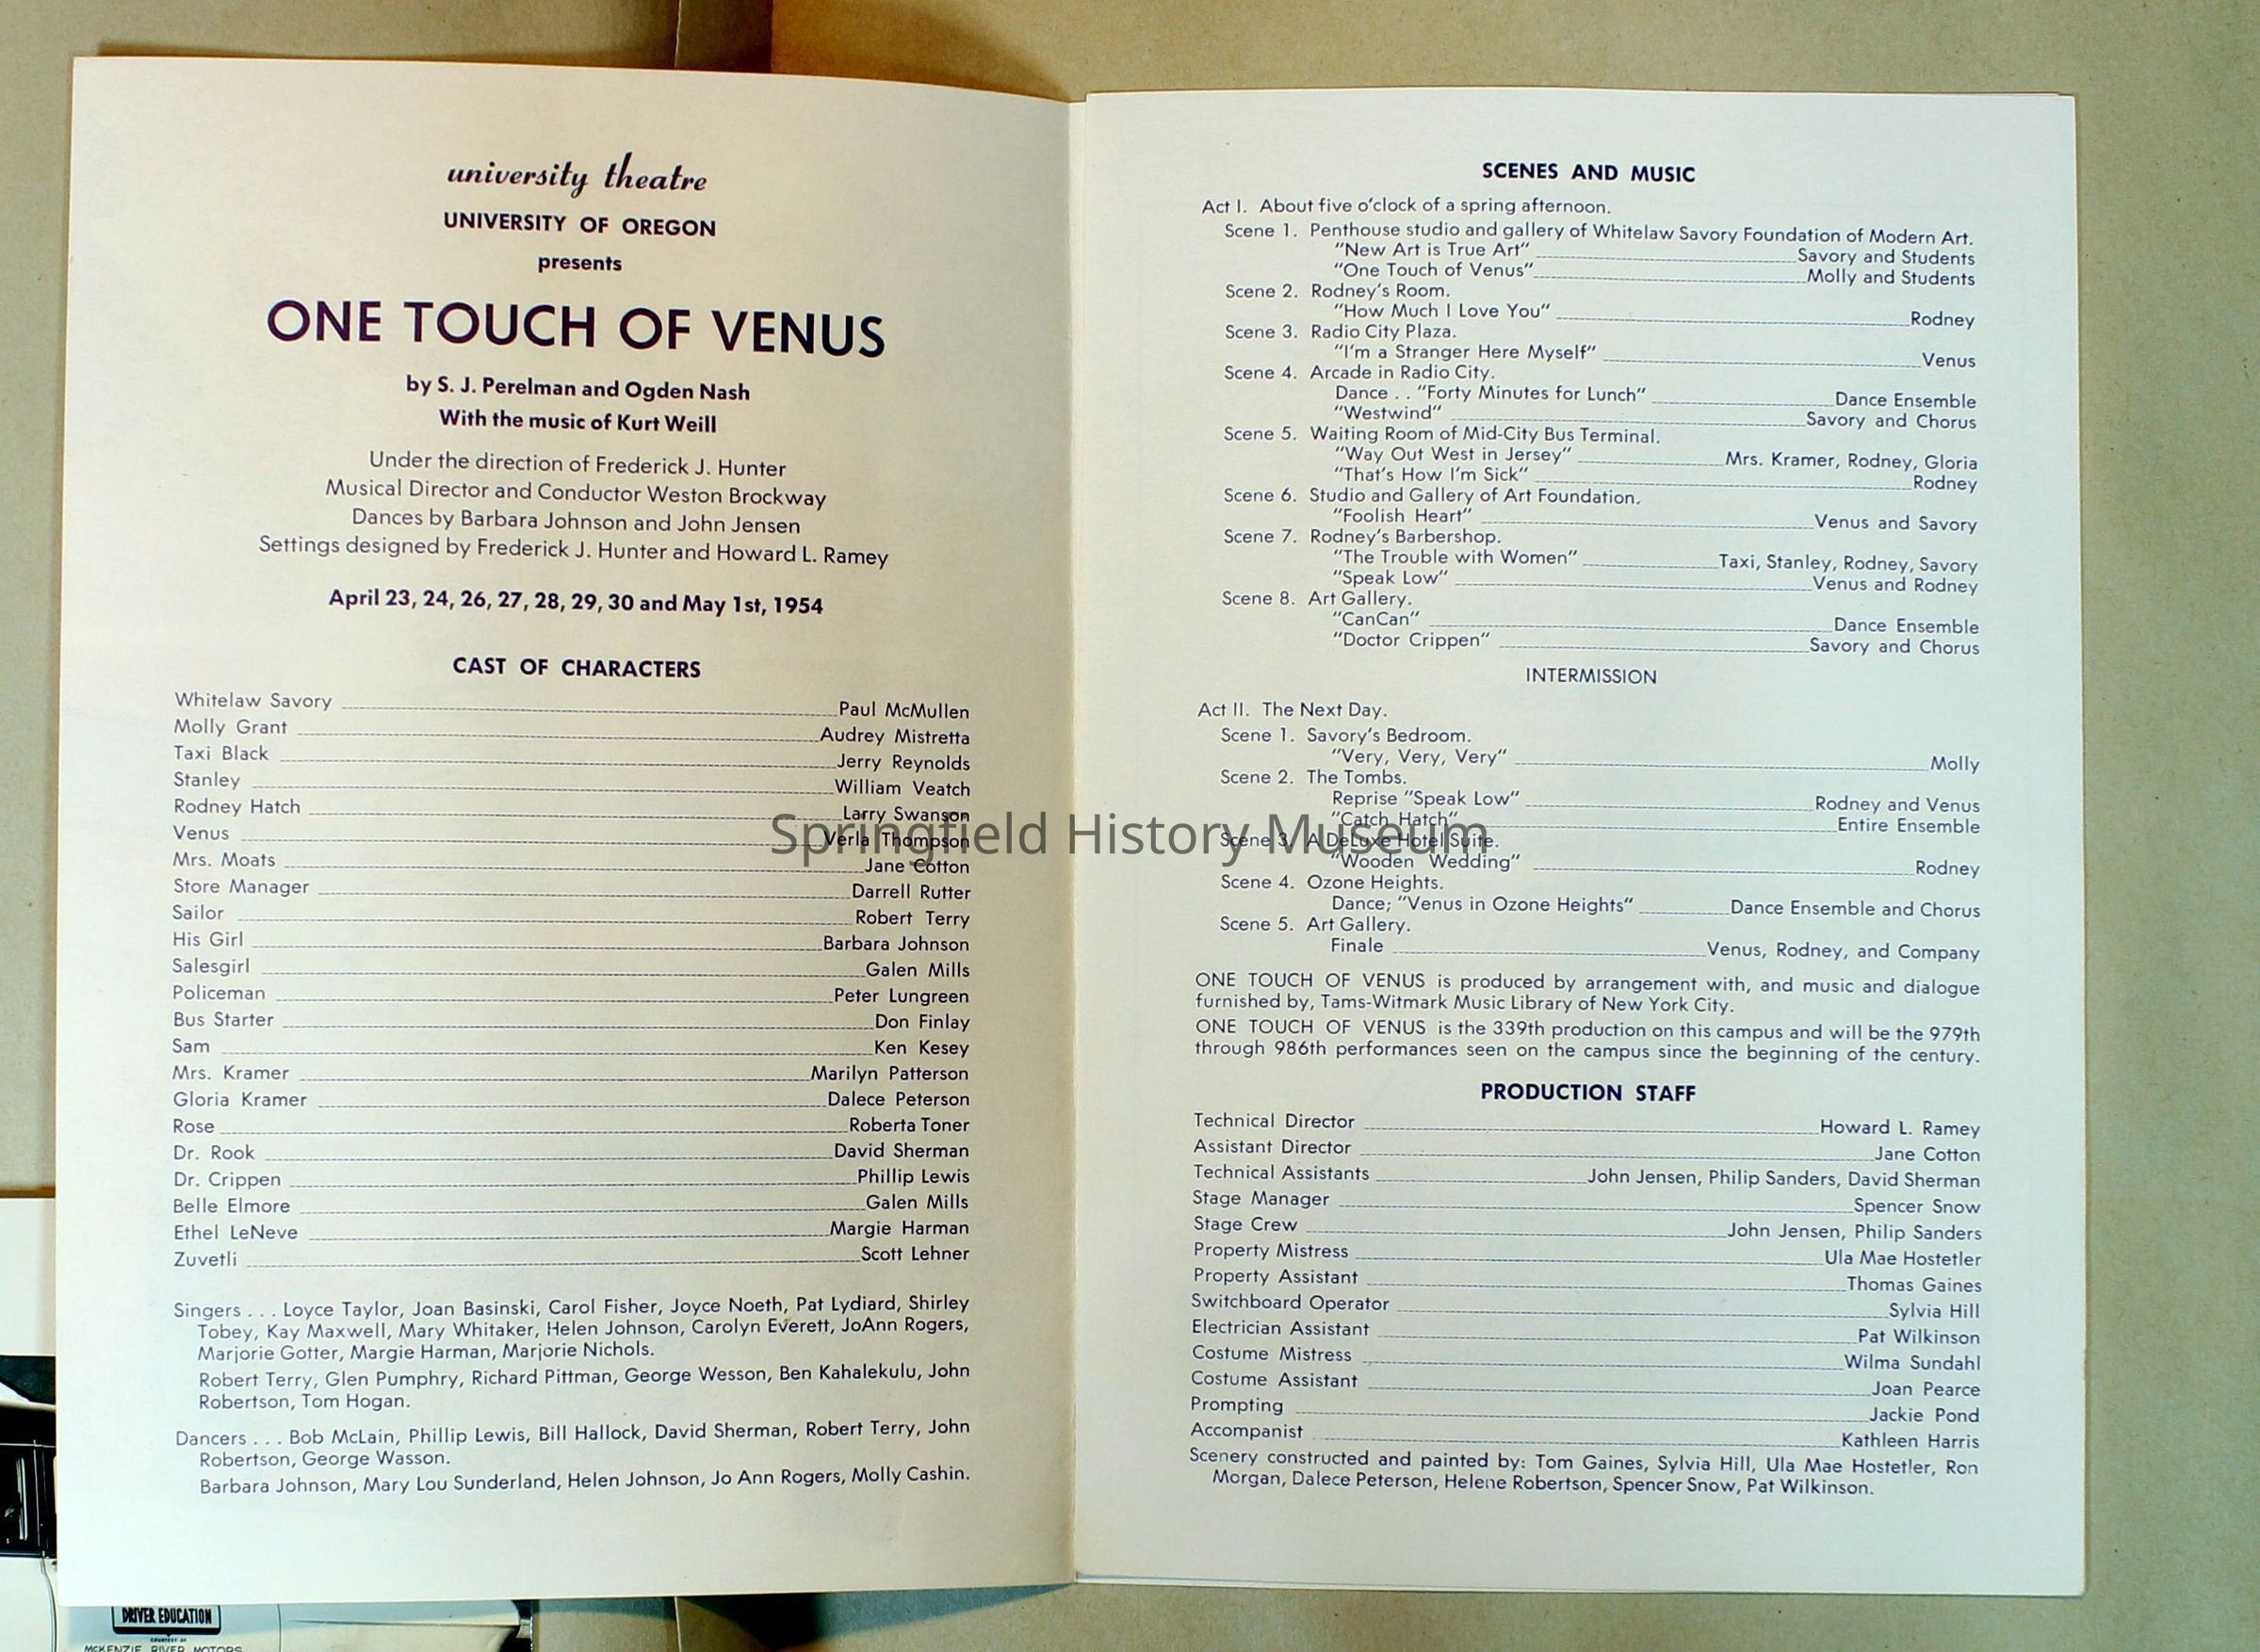 university theatre
UNIVERSITY OF OREGON
presents
ONE TOUCH OF VENUS
by S. J. Perelman and Ogden Nash
With the music of Kurt Weill
Under the direction of Frederick J. Hunter
Musical Director and Conductor Weston Brockway
Dances by Barbara Johnson and John Jensen
Settings designed by Frederick J. Hunter and Howard L. Ramey
April 23, 24, 26, 27, 28, 29, 30 and May 1st, 1954
CAST OF CHARACTERS
Whitelaw Savory Paul McMullen
Molly Grant Audrey Mistretta
Taxi Black Jerry Reynolds
Stanley William Veatch
Rodney Hatch Larry Swanson
Venus Verla Thompson
Mrs. Moats Jane Cotton
Store Manager Darrell Rutter
Sailor Robert Terry
His Girl Barbara Johnson
Salesgirl Galen Mills
Policeman Peter Lungreen
Bus Starter Don Finlay
Sam Ken Kesey
Mrs. Kramer Marilyn Patterson
Gloria Kramer Dalece Peterson
Rose Roberta Toner
Dr. Rook David Sherman
Dr. Crippen Phillip Lewis
Belle Elmore Galen Mills
Ethel LeNeve Margie Harman
Zuvetli Scott Lehner
Singers . . . Loyce Taylor, Joan Basinski, Carol Fisher, Joyce Noeth, Pat Lydiard, Shirley
Tobey, Kay Maxwell, Mary Whitaker, Helen Johnson, Carolyn Everett, JoAnn Rogers,
Marjorie Gotter, Margie Harman, Marjorie Nichols.
Robert Terry, Glen Pumphry, Richard Pittman, George Wesson, Ben Kahalekulu, John
Robertson, Tom Hogan.
Dancers . . . Bob McLain, Phillip Lewis, Bill Hallock, David Sherman, Robert Terry, John
Robertson, George Wasson.
Barbara Johnson, Mary Lou Sunderland, Helen Johnson, Jo Ann Rogers, Molly Cashin.
SCENES AND MUSIC
Act I. About five o'clock of a spring afternoon.
Scene 1. Penthouse studio and gallery of Whitelaw Savory Foundation of Modern Art.
"New Art is True Art" Savory and Students
"One Touch of Venus" Molly and Students
Scene 2. Rodney's Room.
"How Much I Love You" Rodney
Scene 3. Radio City Plaza.
"I'm a Stranger Here Myself" Venus
Scene 4. Arcade in Radio City.
Dance . . "Forty Minutes for Lunch" Dance Ensemble
"Westwind" Savory and Chorus
Scene 5. Waiting Room of Mid-City Bus Terminal.
"Way Out West in Jersey" Mrs. Kramer, Rodney, Gloria
"That's How I'm Sick" Rodney
Scene 6. Studio and Gallery of Art Foundation.
"Foolish Heart" Venus and Savory
Scene 7. Rodney's Barbershop.
"The Trouble with Women" Taxi, Stanley, Rodney, Savory
"Speak Low" Venus and Rodney
Scene 8. Art Gallery.
"CanCan" Dance Ensemble
"Doctor Crippen" Savory and Chorus
INTERMISSION
Act II. The Next Day.
Scene 1. Savory's Bedroom.
"Very, Very, Very" Molly
Scene 2. The Tombs.
Reprise "Speak Low" Rodney and Venus
"Catch Hatch" Entire Ensemble
Scene 3. A DeLuxe Hotel Suite.
"Wooden Wedding" Rodney
Scene 4. Ozone Heights.
Dance; "Venus in Ozone Heights" Dance Ensemble and Chorus
Scene 5. Art Gallery.
Finale Venus, Rodney, and Company
ONE TOUCH OF VENUS is produced by arrangement with, and music and dialogue
furnished by, Tams-Witmark Music Library of New York City.
ONE TOUCH OF VENUS is the 339th production on this campus and will be the 979th
through 986th performances seen on the campus since the beginning of the century.
PRODUCTION STAFF
Technical Director Howard L. Ramey
Assistant Director Jane Cotton
Technical Assistants John Jensen, Philip Sanders, David Sherman
Stage Manager Spencer Snow
Stage Crew John Jensen, Philip Sanders
Property Mistress Ula Mae Hostetler
Property Assistant Thomas Gaines
Switchboard Operator Sylvia Hill
Electrician Assistant Pat Wilkinson
Costume Mistress Wilma Sundahl
Costume Assistant Joan Pearce
Prompting Jackie Pond
Accompanist Kathleen Harris
Scenery constructed and painted by: Tom Gaines, Sylvia Hill, Ula Mae Hostetler, Ron
Morgan, Dalece Peterson, Helene Robertson, Spencer Snow, Pat Wilkinson.
Springfield History Museum
DRIVER EDUCATION
COURTESY OF
MCKENZIE RIVER MOTORS